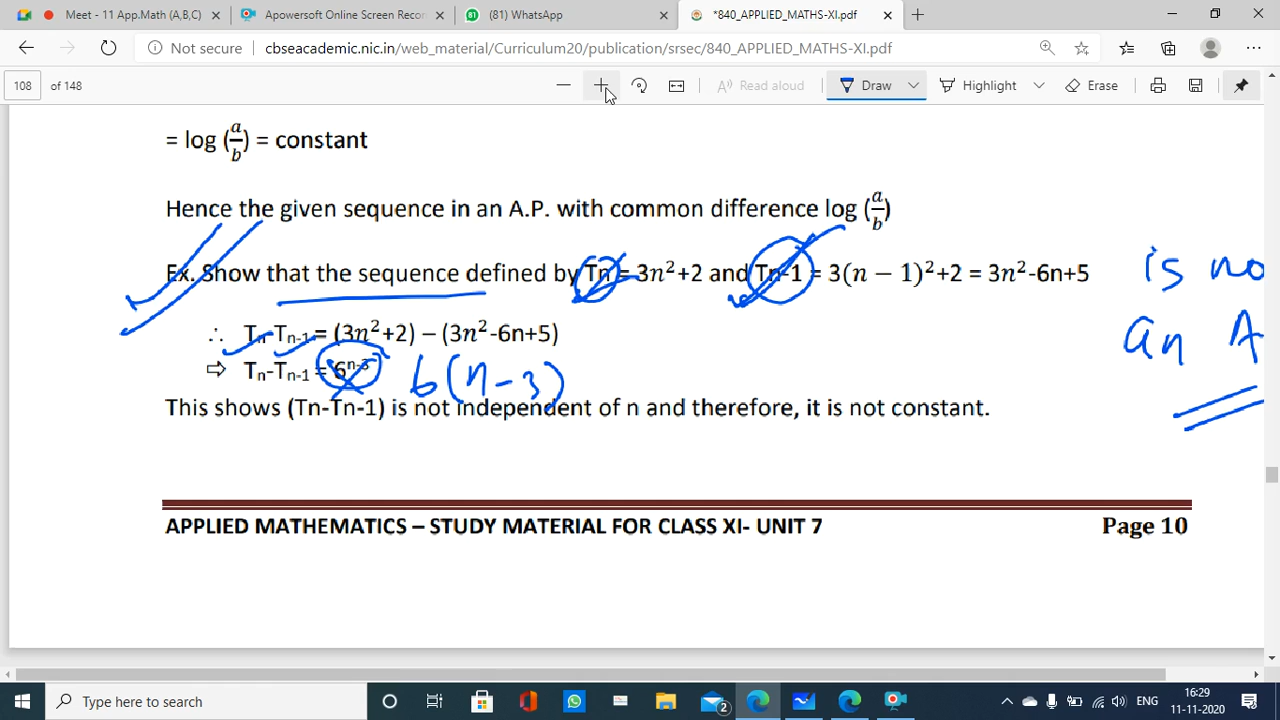 Meet - 11 App.Math (A,B,C)
Apowersoft Online Screen Recor
(81) WhatsApp
*840_APPLIED_MATHS-XI.pdf
Not secure
cbseacademic.nic.in/web_material/Curriculum20/publication/srsec/840_APPLIED_MATHS-XI.pdf
108 of 148
Read aloud
Draw
Highlight
Erase
= log (a/b) = constant
Hence the given sequence in an A.P. with common difference log (a/b)
Ex. Show that the sequence defined by Tn = 3n²+2 and Tn-1 = 3(n − 1)²+2 = 3n²-6n+5
is no
an A
∴ Tn-Tn-1 = (3n²+2) − (3n²-6n+5)
⇨ Tn-Tn-1 = 6ⁿ⁻³ 6(n-3)
This shows (Tn-Tn-1) is not independent of n and therefore, it is not constant.
APPLIED MATHEMATICS – STUDY MATERIAL FOR CLASS XI- UNIT 7
Page 10
Type here to search
2
ENG
16:29
11-11-2020